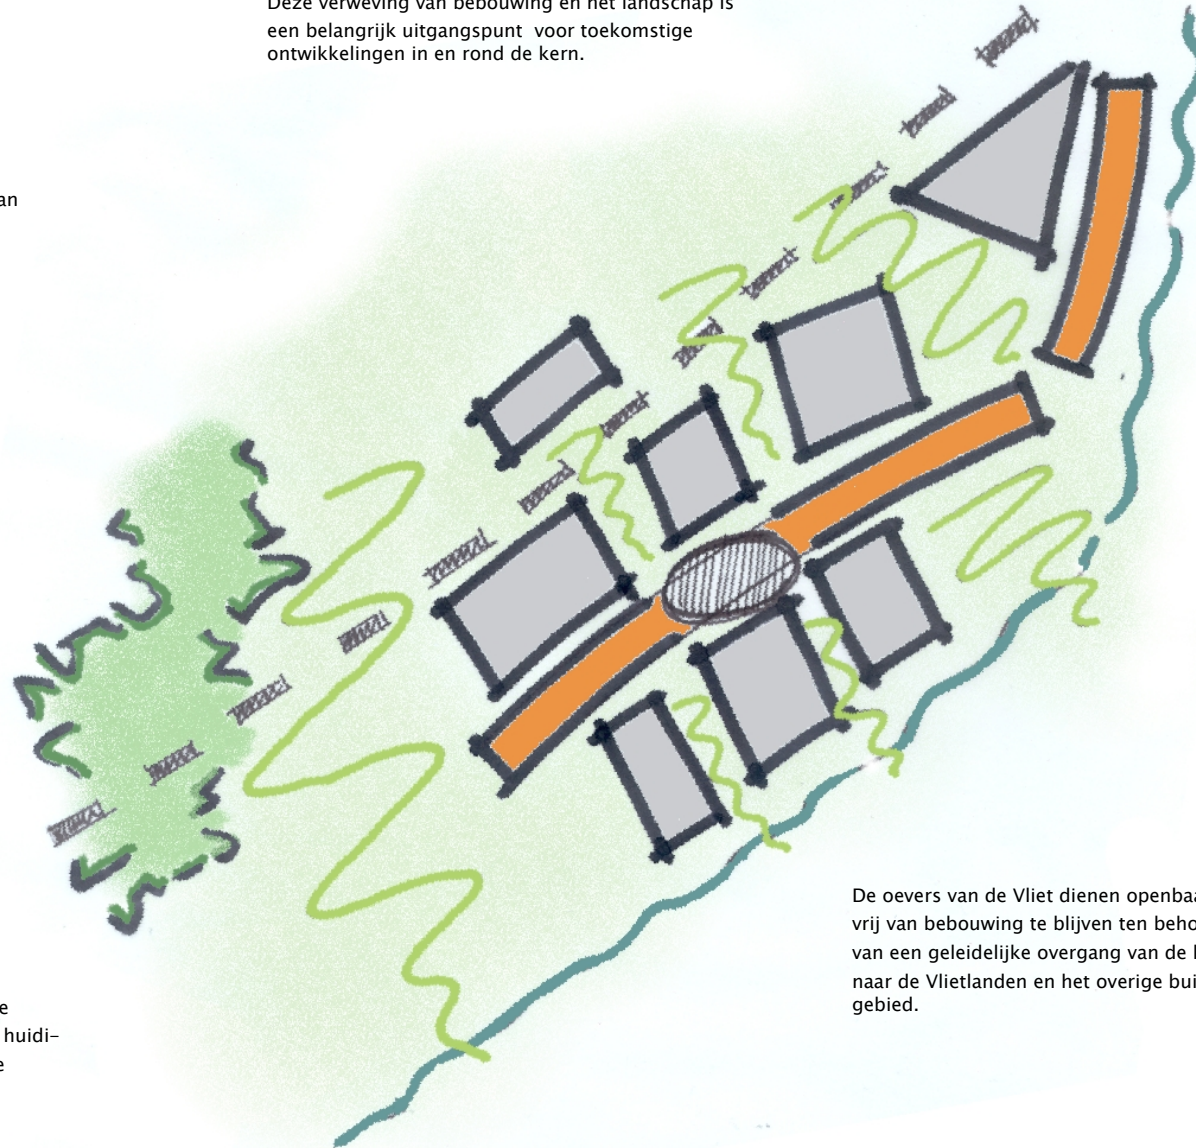 Deze verweving van bebouwing en het landschap is
een belangrijk uitgangspunt  voor toekomstige
ontwikkelingen in en rond de kern.
an
De oevers van de Vliet dienen openbaa
vrij van bebouwing te blijven ten beho
van een geleidelijke overgang van de
naar de Vlietlanden en het overige bui
gebied.
e
huidi–
e